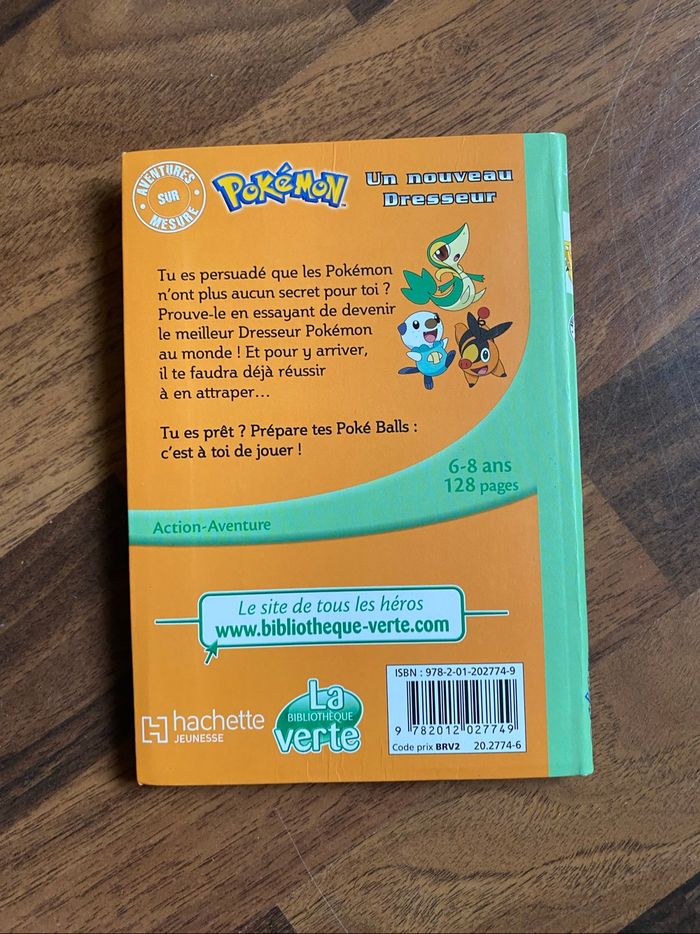 AVENTURES
SUR
MESURE
POKÉMON™
Un nouveau
Dresseur
Tu es persuadé que les Pokémon
n'ont plus aucun secret pour toi ?
Prouve-le en essayant de devenir
le meilleur Dresseur Pokémon
au monde ! Et pour y arriver,
il te faudra déjà réussir
à en attraper...
Tu es prêt ? Prépare tes Poké Balls :
c'est à toi de jouer !
6-8 ans
128 pages
Action-Aventure
Le site de tous les héros
www.bibliotheque-verte.com
hachette
JEUNESSE
La
BIBLIOTHÈQUE
verte
ISBN : 978-2-01-202774-9
9 782012 027749
Code prix BRV2 20.2774-6